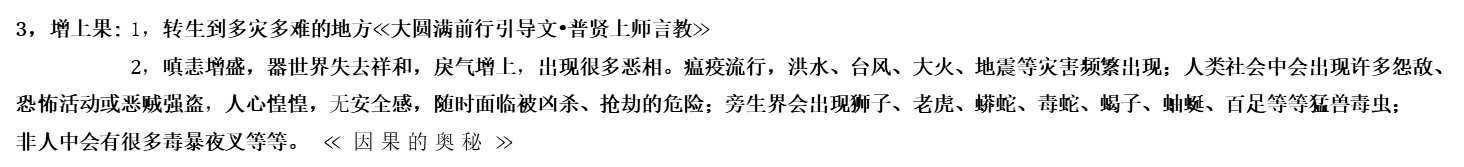 3，增上果：1，转生到多灾多难的地方≪大圆满前行引导文•普贤上师言教≫
2，嗔恚增盛，器世界失去祥和，戾气增上，出现很多恶相。瘟疫流行，洪水、台风、大火、地震等灾害频繁出现；人类社会中会出现许多怨敌、
恐怖活动或恶贼强盗，人心惶惶，无安全感，随时面临被凶杀、抢劫的危险；旁生界会出现狮子、老虎、蟒蛇、毒蛇、蝎子、蚰蜒、百足等等猛兽毒虫；
非人中会有很多毒暴夜叉等等。 ≪ 因果的奥秘 ≫